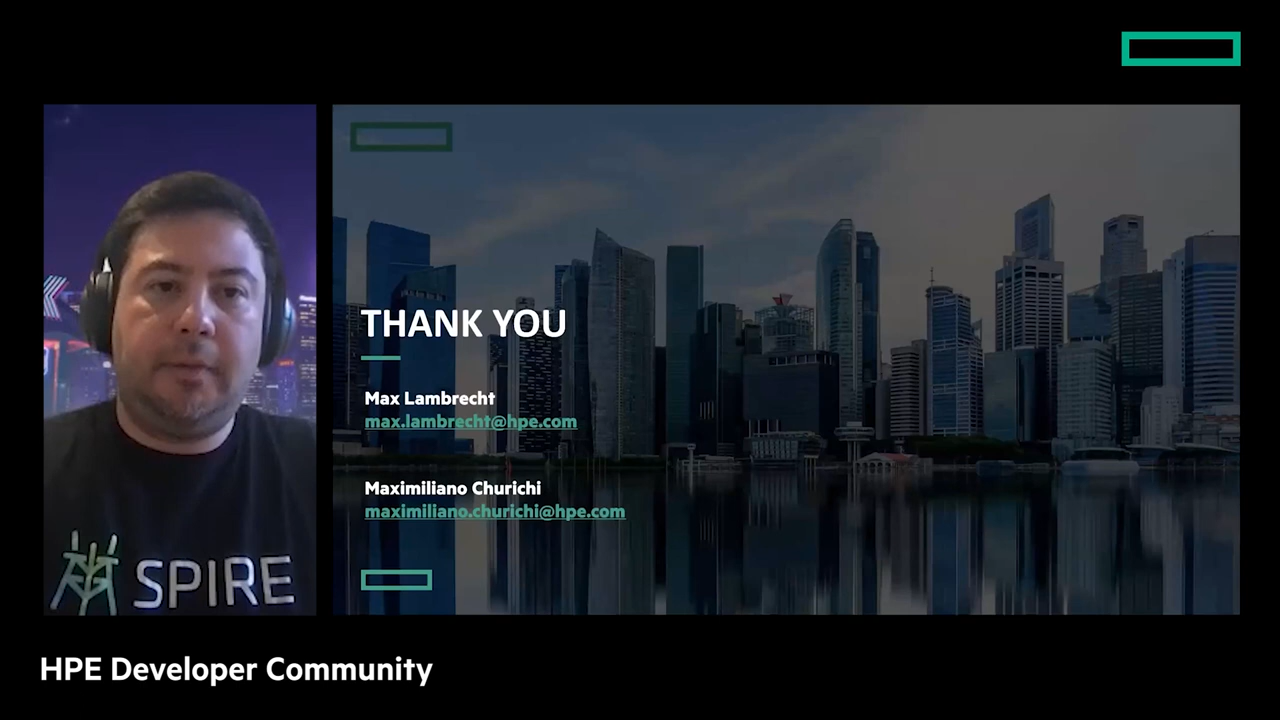 THANK YOU
Max Lambrecht
max.lambrecht@hpe.com
Maximiliano Churichi
maximiliano.churichi@hpe.com
SPIRE
HPE Developer Community